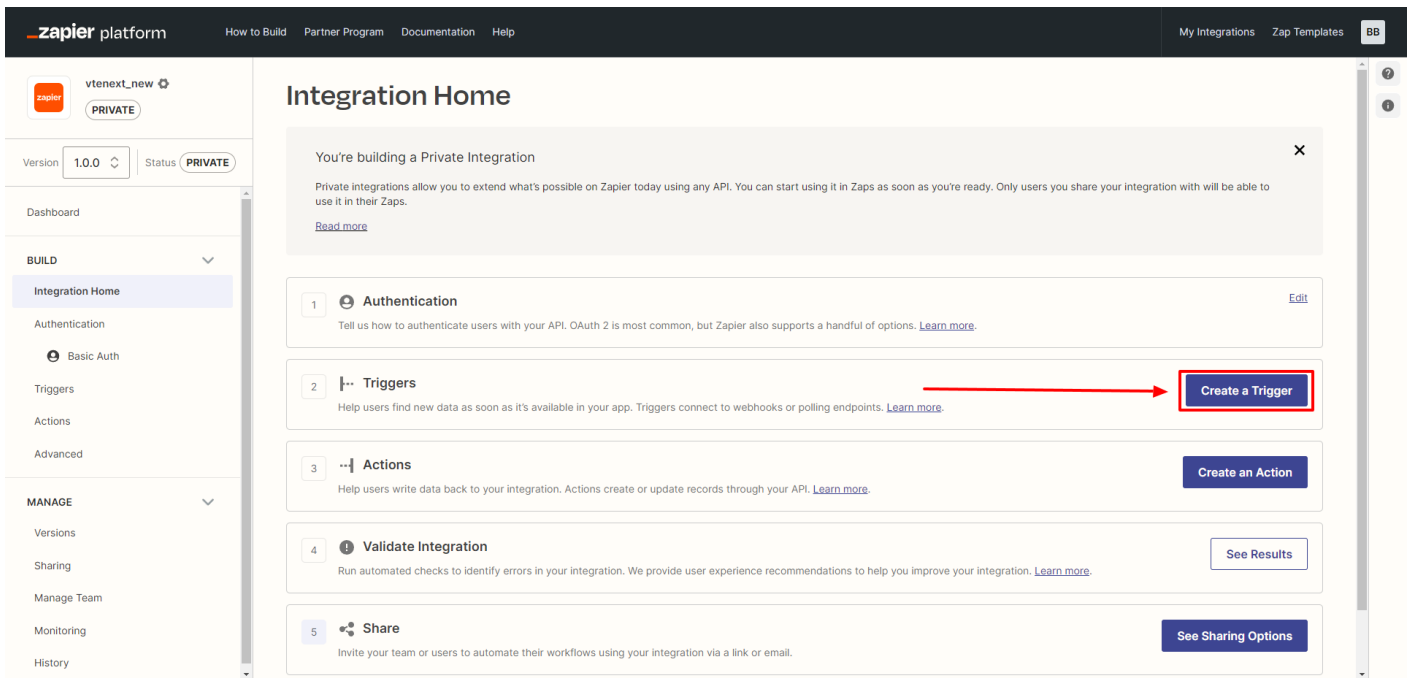 zapier platform
How to Build Partner Program Documentation Help
My Integrations Zap Templates BB
zapier
vtenext_new
PRIVATE
Version 1.0.0 Status PRIVATE
Dashboard
BUILD
Integration Home
Authentication
Basic Auth
Triggers
Actions
Advanced
MANAGE
Versions
Sharing
Manage Team
Monitoring
History
Integration Home
You're building a Private Integration
Private integrations allow you to extend what's possible on Zapier today using any API. You can start using it in Zaps as soon as you're ready. Only users you share your integration with will be able to
use it in their Zaps.
Read more
1 Authentication Edit
Tell us how to authenticate users with your API. OAuth 2 is most common, but Zapier also supports a handful of options. Learn more.
2 Triggers Create a Trigger
Help users find new data as soon as it's available in your app. Triggers connect to webhooks or polling endpoints. Learn more.
3 Actions Create an Action
Help users write data back to your integration. Actions create or update records through your API. Learn more.
4 Validate Integration See Results
Run automated checks to identify errors in your integration. We provide user experience recommendations to help you improve your integration. Learn more.
5 Share See Sharing Options
Invite your team or users to automate their workflows using your integration via a link or email.